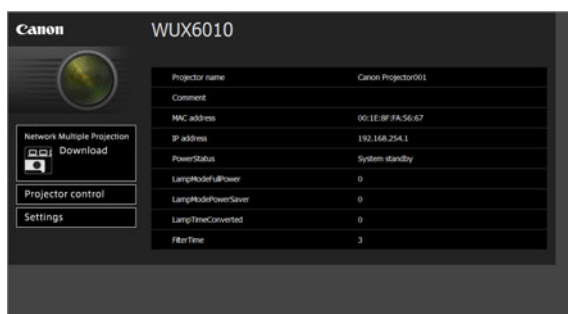 Canon
WUX6010
Projector name Canon Projector001
Comment
MAC address 00:1E:8F:FA:56:67
IP address 192.168.254.1
PowerStatus System standby
LampModeFullPower 0
LampModePowerSaver 0
LampTimeConverted 0
FilterTime 3
Network Multiple Projection
Download
Projector control
Settings